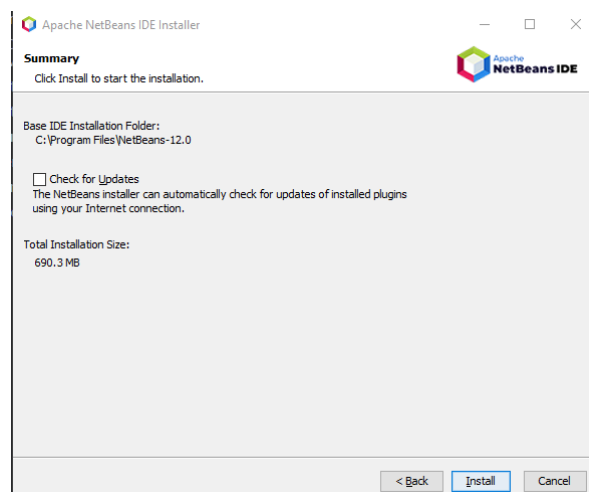 Apache NetBeans IDE Installer
Summary
Click Install to start the installation.
Apache
NetBeans IDE
Base IDE Installation Folder:
C:\Program Files\NetBeans-12.0
Check for Updates
The NetBeans installer can automatically check for updates of installed plugins
using your Internet connection.
Total Installation Size:
690.3 MB
< Back
Install
Cancel